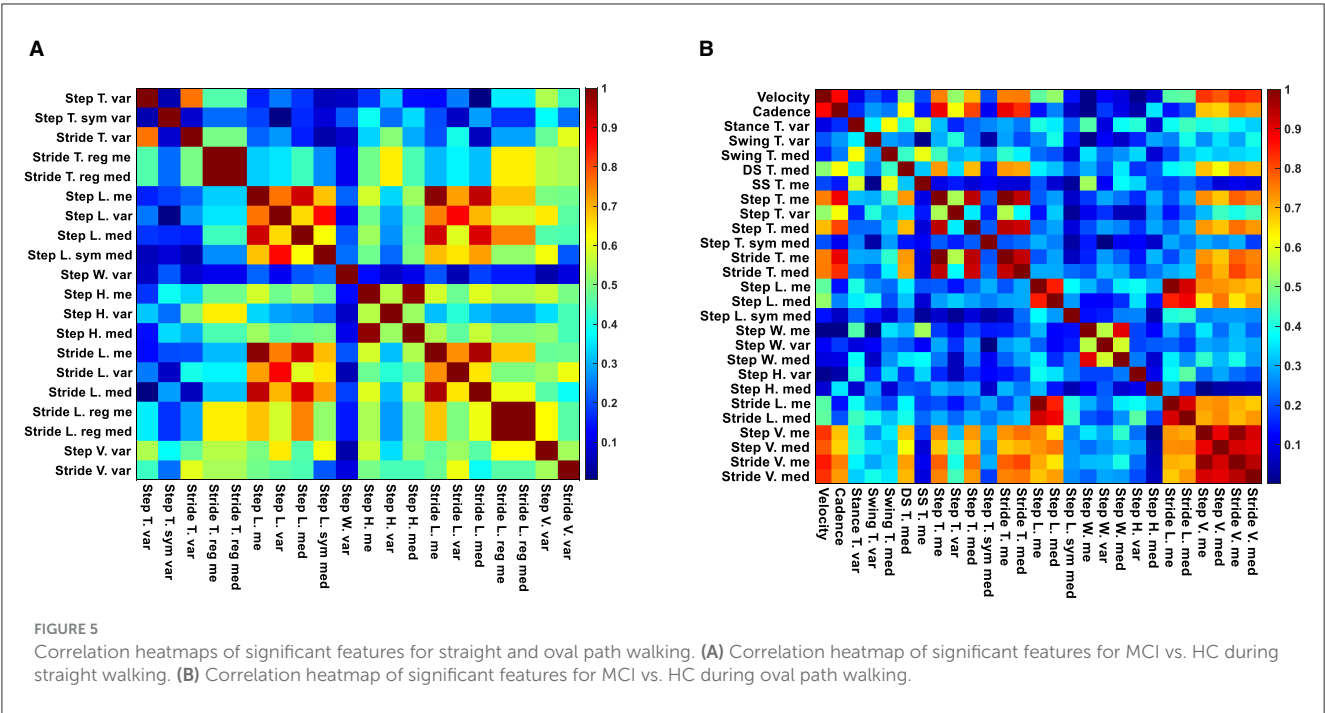 A
B
Step T. var
Step T. sym var
Stride T. var
Stride T. reg me
Stride T. reg med
Step L. me
Step L. var
Step L. med
Step L. sym med
Step W. var
Step H. me
Step H. var
Step H. med
Stride L. me
Stride L. var
Stride L. med
Stride L. reg me
Stride L. reg med
Step V. var
Stride V. var
Step T. var
Step T. sym var
Stride T. var
Stride T. reg me
Stride T. reg med
Step L. me
Step L. var
Step L. med
Step L. sym med
Step W. var
Step H. me
Step H. var
Step H. med
Stride L. me
Stride L. var
Stride L. med
Stride L. reg me
Stride L. reg med
Step V. var
Stride V. var
1
0.9
0.8
0.7
0.6
0.5
0.4
0.3
0.2
0.1
Velocity
Cadence
Stance T. var
Swing T. var
Swing T. med
DS T. med
SS T. me
Step T. me
Step T. var
Step T. med
Step T. sym med
Stride T. me
Stride T. med
Step L. me
Step L. med
Step L. sym med
Step W. me
Step W. var
Step W. med
Step H. var
Step H. med
Stride L. me
Stride L. med
Step V. me
Step V. med
Stride V. me
Stride V. med
Velocity
Cadence
Stance T. var
Swing T. var
Swing T. med
DS T. med
SS T. me
Step T. me
Step T. var
Step T. med
Step T. sym med
Stride T. me
Stride T. med
Step L. me
Step L. med
Step L. sym med
Step W. me
Step W. var
Step W. med
Step H. var
Step H. med
Stride L. me
Stride L. med
Step V. me
Step V. med
Stride V. me
Stride V. med
1
0.9
0.8
0.7
0.6
0.5
0.4
0.3
0.2
0.1
FIGURE 5
Correlation heatmaps of significant features for straight and oval path walking. (A) Correlation heatmap of significant features for MCI vs. HC during
straight walking. (B) Correlation heatmap of significant features for MCI vs. HC during oval path walking.